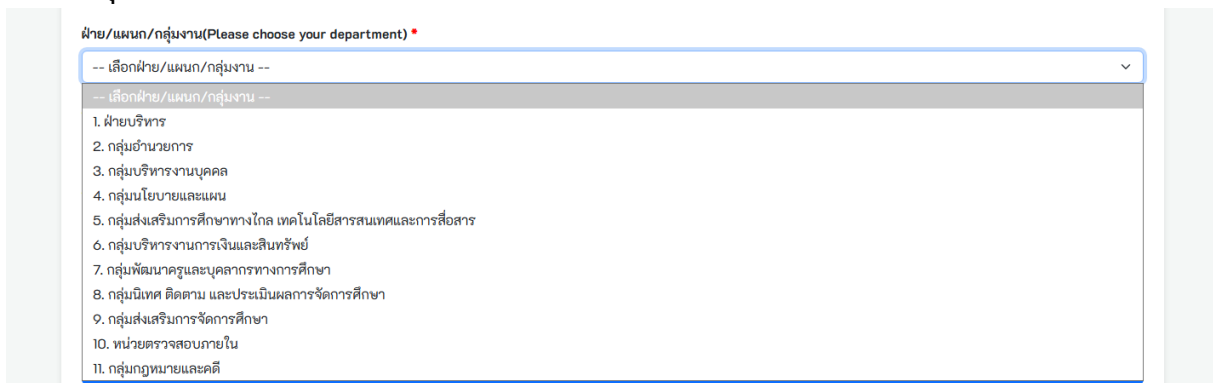 ฝ่าย/แผนก/กลุ่มงาน(Please choose your department) *
-- เลือกฝ่าย/แผนก/กลุ่มงาน --
-- เลือกฝ่าย/แผนก/กลุ่มงาน --
1. ฝ่ายบริหาร
2. กลุ่มอำนวยการ
3. กลุ่มบริหารงานบุคคล
4. กลุ่มนโยบายและแผน
5. กลุ่มส่งเสริมการศึกษาทางไกล เทคโนโลยีสารสนเทศและการสื่อสาร
6. กลุ่มบริหารงานการเงินและสินทรัพย์
7. กลุ่มพัฒนาครูและบุคลากรทางการศึกษา
8. กลุ่มนิเทศ ติดตาม และประเมินผลการจัดการศึกษา
9. กลุ่มส่งเสริมการจัดการศึกษา
10. หน่วยตรวจสอบภายใน
11. กลุ่มกฎหมายและคดี